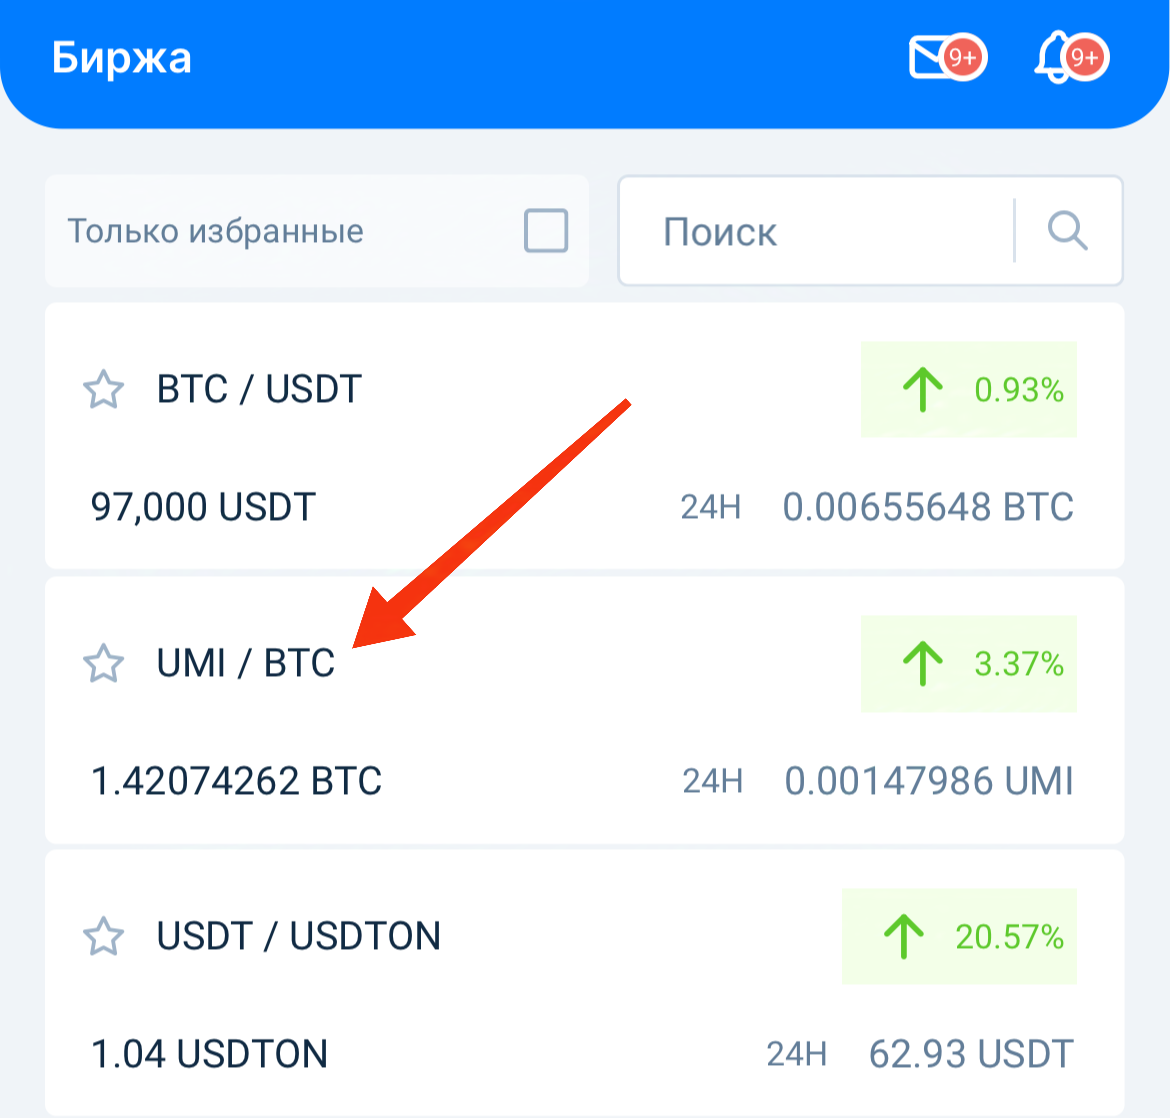 Биржа
9+
9+
Только избранные
Поиск
BTC / USDT
0.93%
97,000 USDT
24H
0.00655648 BTC
UMI / BTC
3.37%
1.42074262 BTC
24H
0.00147986 UMI
USDT / USDTON
20.57%
1.04 USDTON
24H
62.93 USDT